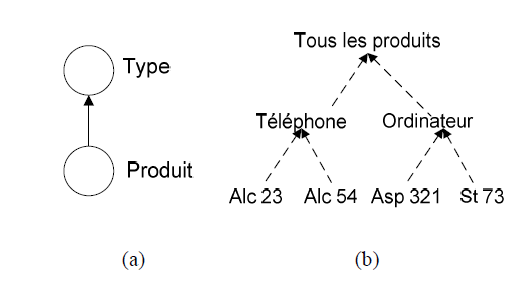 Tous les produits
Type
Téléphone Ordinateur
Produit
Alc 23 Alc 54 Asp 321 St 73
(a) (b)